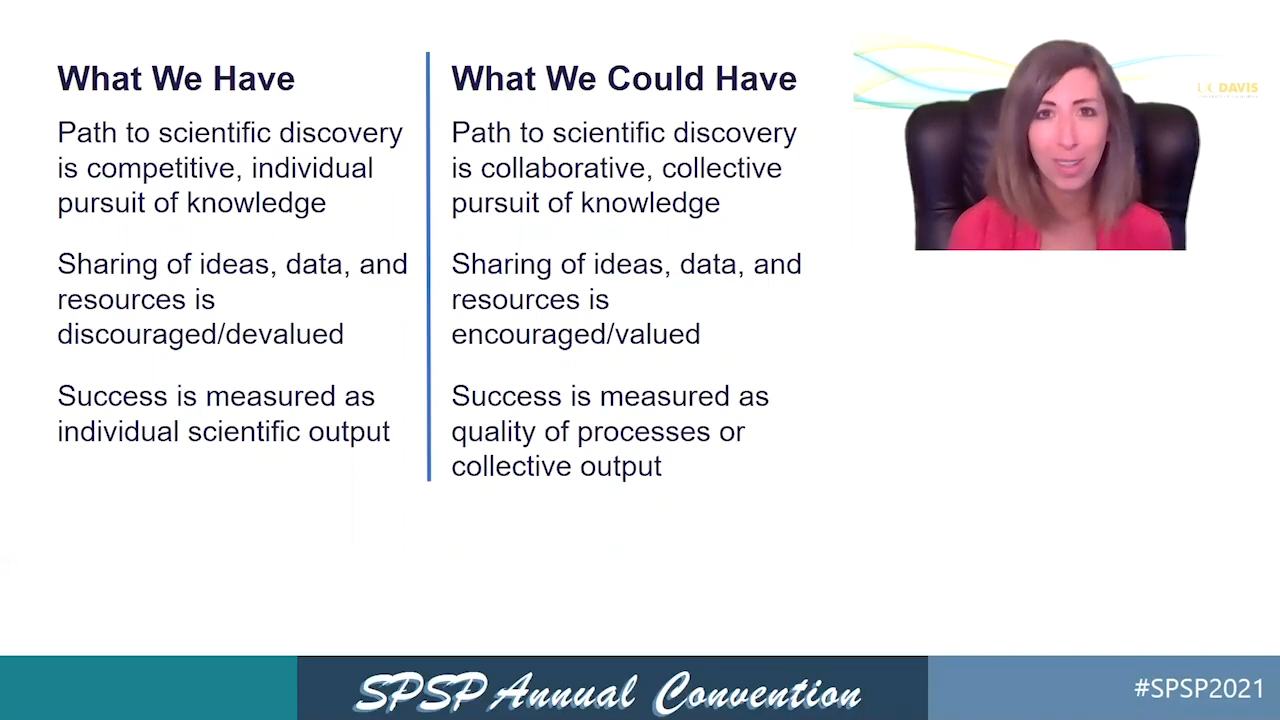 What We Have
Path to scientific discovery
is competitive, individual
pursuit of knowledge
Sharing of ideas, data, and
resources is
discouraged/devalued
Success is measured as
individual scientific output
What We Could Have
Path to scientific discovery
is collaborative, collective
pursuit of knowledge
Sharing of ideas, data, and
resources is
encouraged/valued
Success is measured as
quality of processes or
collective output
UC DAVIS
SPSP Annual Convention
#SPSP2021